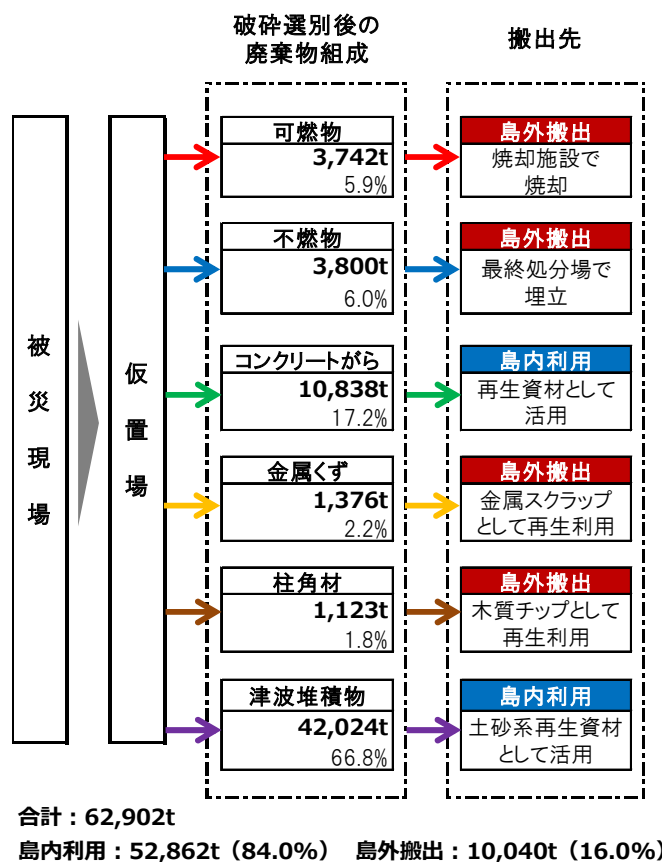 破砕選別後の
廃棄物組成
搬出先
被災現場
仮置場
可燃物
3,742t
5.9%
島外搬出
焼却施設で
焼却
不燃物
3,800t
6.0%
島外搬出
最終処分場で
埋立
コンクリートがら
10,838t
17.2%
島内利用
再生資材として
活用
金属くず
1,376t
2.2%
島外搬出
金属スクラップ
として再生利用
柱角材
1,123t
1.8%
島外搬出
木質チップとして
再生利用
津波堆積物
42,024t
66.8%
島内利用
土砂系再生資材
として活用
合計：62,902t
島内利用：52,862t（84.0%） 島外搬出：10,040t（16.0%）